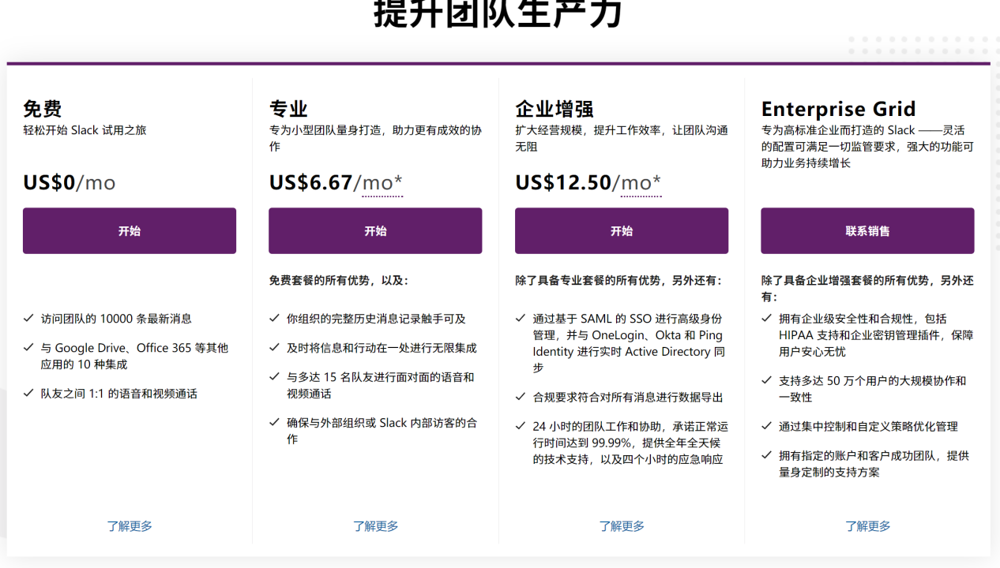 提升团队生产力
免费
轻松开始 Slack 试用之旅
US$0/mo
开始
访问团队的 10000 条最新消息
与 Google Drive、Office 365 等其他
应用的 10 种集成
队友之间 1:1 的语音和视频通话
了解更多
专业
专为小型团队量身打造，助力更有成效的协
作
US$6.67/mo*
开始
免费套餐的所有优势，以及：
你组织的完整历史消息记录触手可及
及时将信息和行动在一处进行无限集成
与多达 15 名队友进行面对面的语音和
视频通话
确保与外部组织或 Slack 内部访客的合
作
了解更多
企业增强
扩大经营规模，提升工作效率，让团队沟通
无阻
US$12.50/mo*
开始
除了具备专业套餐的所有优势，另外还有：
通过基于 SAML 的 SSO 进行高级身份
管理，并与 OneLogin、Okta 和 Ping
Identity 进行实时 Active Directory 同
步
合规要求符合对所有消息进行数据导出
24 小时的团队工作和协助，承诺正常运
行时间达到 99.99%，提供全年全天候
的技术支持，以及四个小时的应急响应
了解更多
Enterprise Grid
专为高标准企业而打造的 Slack ——灵活
的配置可满足一切监管要求，强大的功能可
助力业务持续增长
联系销售
除了具备企业增强套餐的所有优势，另外还
有：
拥有企业级安全性和合规性，包括
HIPAA 支持和企业密钥管理插件，保障
用户安心无忧
支持多达 50 万个用户的大规模协作和
一致性
通过集中控制和自定义策略优化管理
拥有指定的账户和客户成功团队，提供
量身定制的支持方案
了解更多